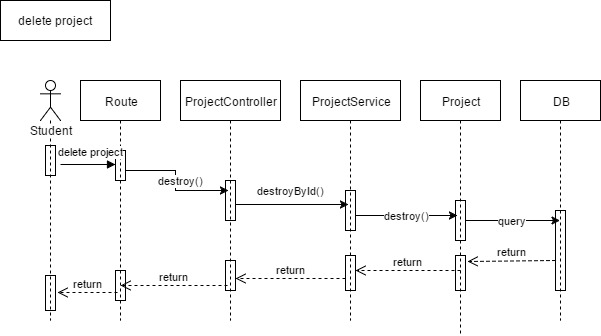 delete project
Route
ProjectController
ProjectService
Project
DB
Student
delete project
destroy()
destroyById()
destroy()
query
return
return
return
return
return